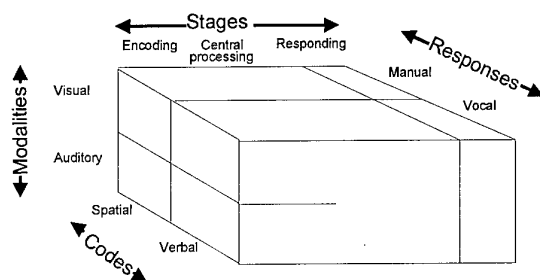 Stages
Encoding
Central
processing
Responding
Responses
Manual
Vocal
Modalities
Visual
Auditory
Spatial
Verbal
Codes